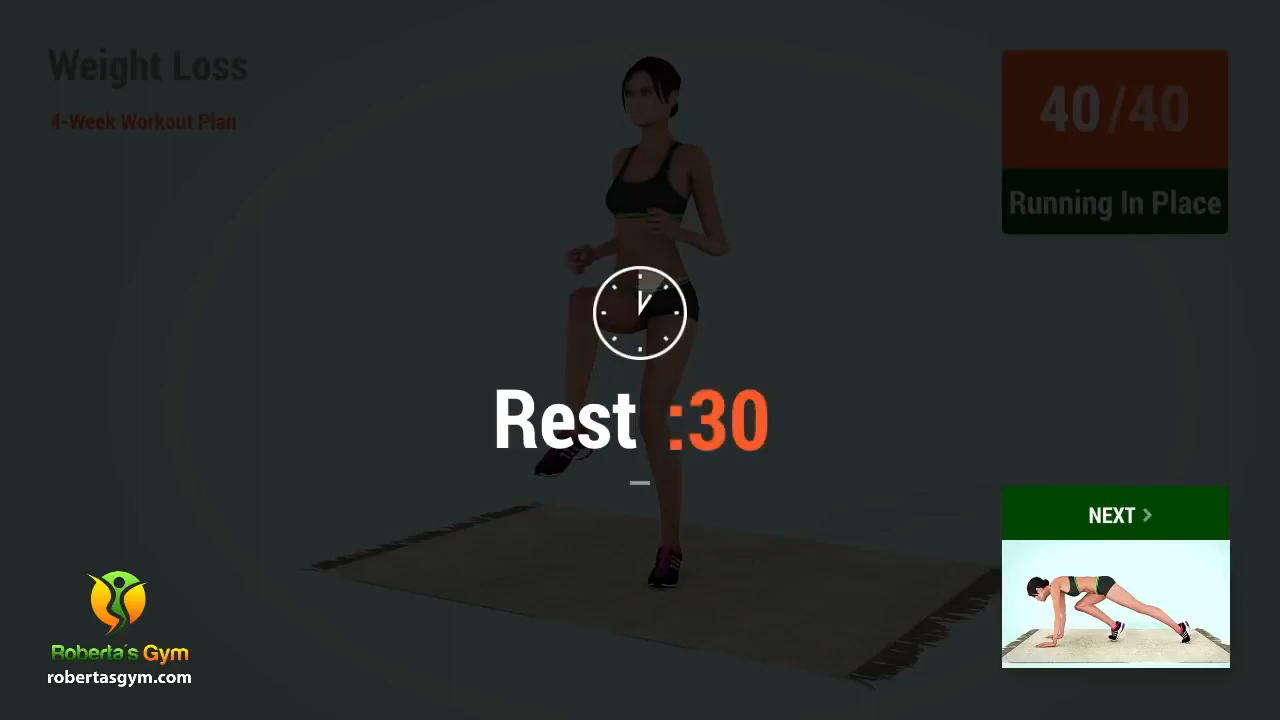 Weight Loss
4-Week Workout Plan
40/40
Running In Place
Rest :30
NEXT >
Roberta's Gym
robertasgym.com